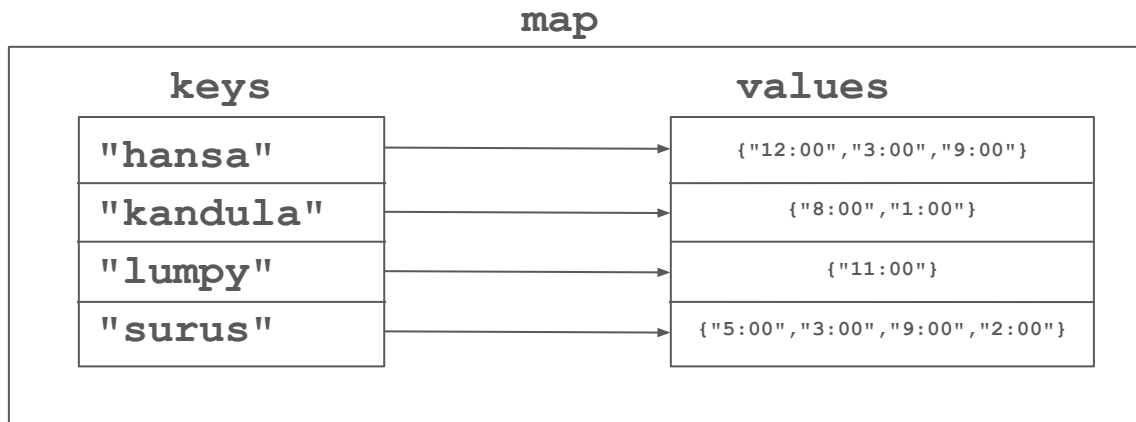 map
keys values
"hansa" {"12:00","3:00","9:00"}
"kandula" {"8:00","1:00"}
"lumpy" {"11:00"}
"surus" {"5:00","3:00","9:00","2:00"}